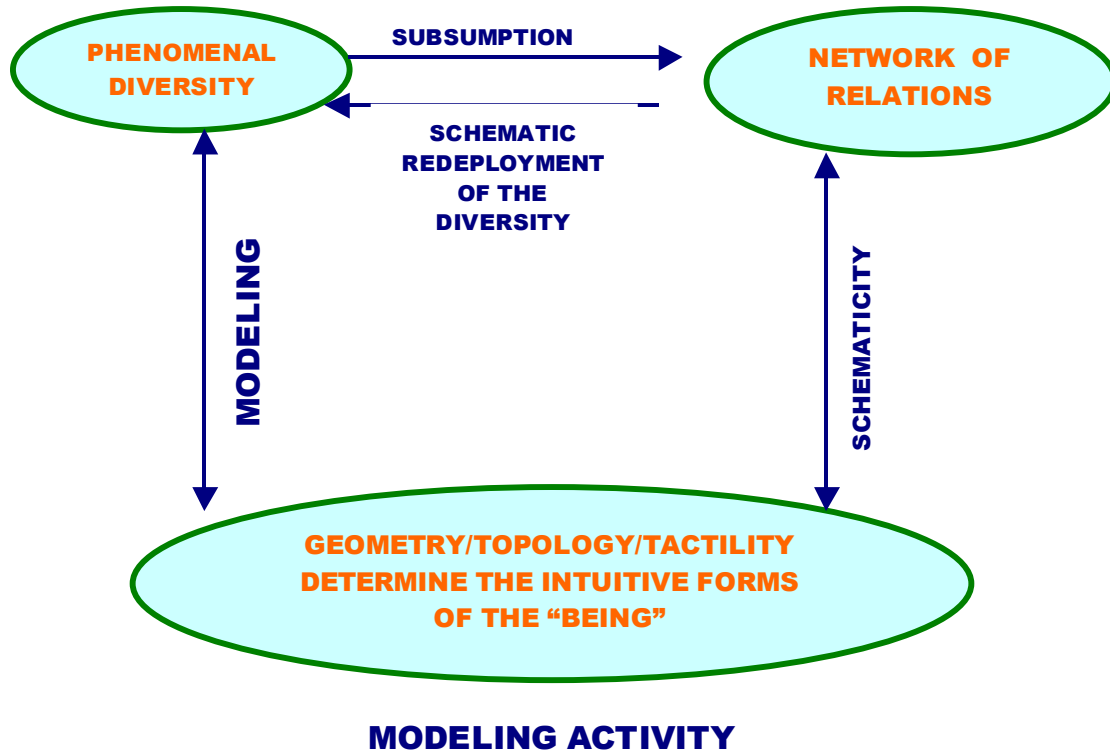 PHENOMENAL
DIVERSITY
SUBSUMPTION
NETWORK OF
RELATIONS
SCHEMATIC
REDEPLOYMENT
OF THE
DIVERSITY
MODELING
SCHEMATICITY
GEOMETRY/TOPOLOGY/TACTILITY
DETERMINE THE INTUITIVE FORMS
OF THE “BEING”
MODELING ACTIVITY